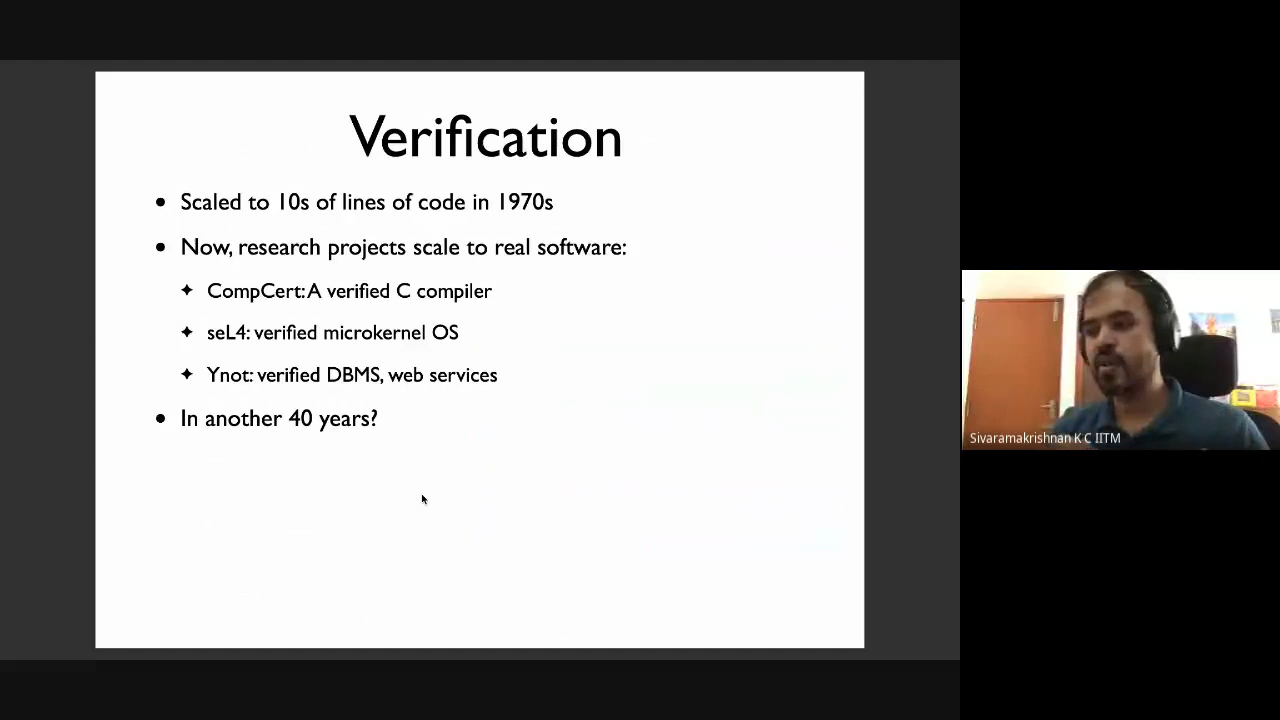 Verification
• Scaled to 10s of lines of code in 1970s
• Now, research projects scale to real software:
✦ CompCert: A verified C compiler
✦ seL4: verified microkernel OS
✦ Ynot: verified DBMS, web services
• In another 40 years?
Sivaramakrishnan K C IITM